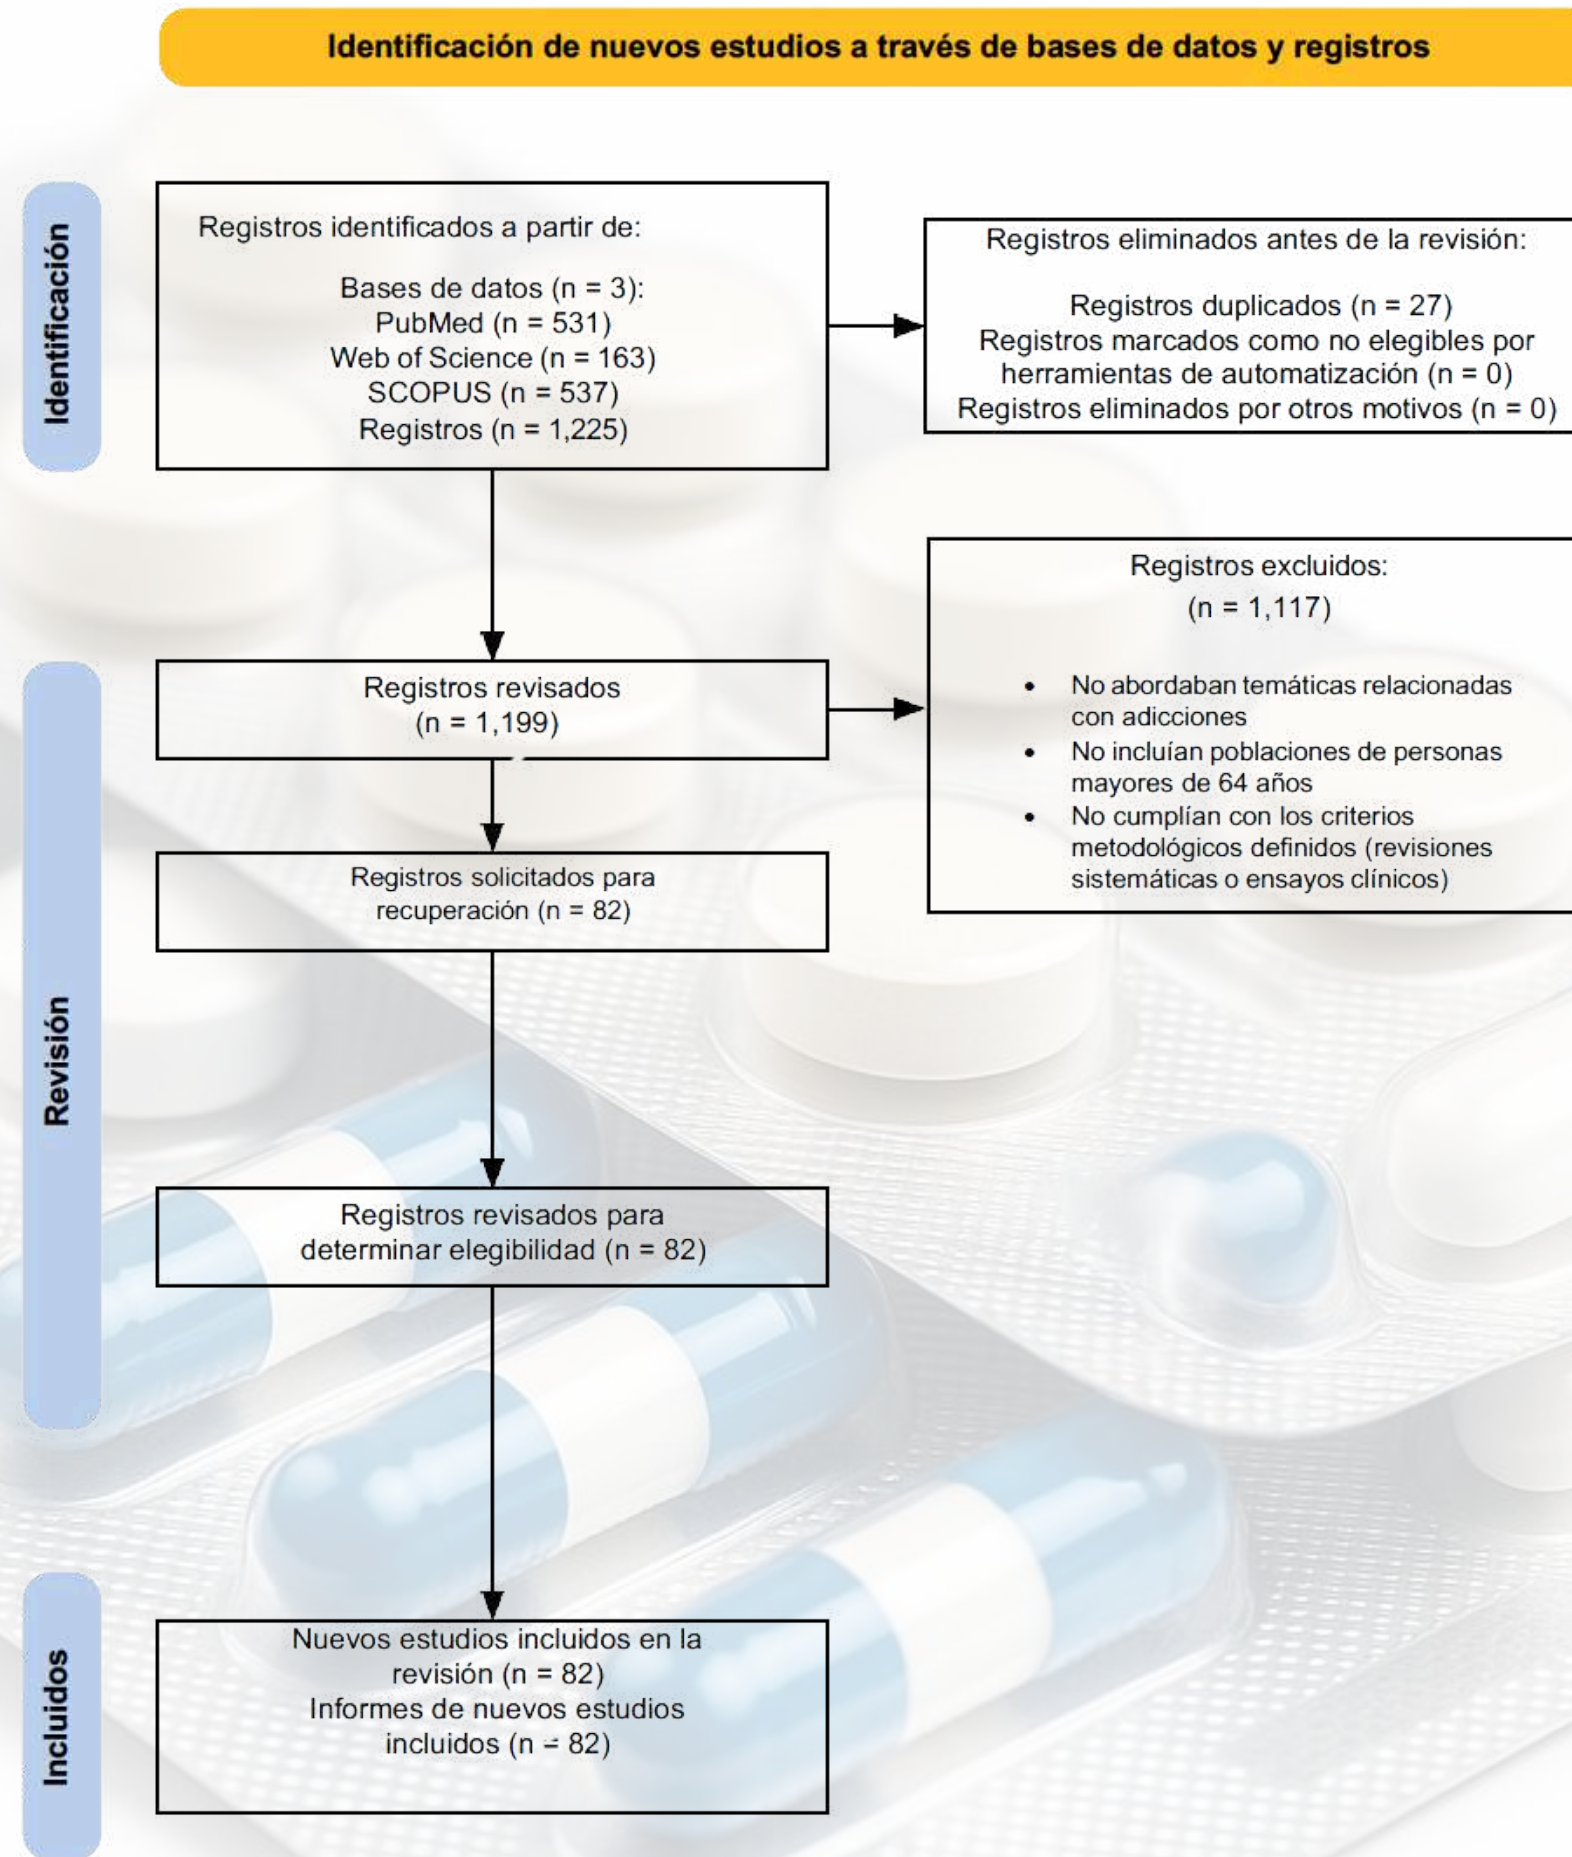 Identificación de nuevos estudios a través de bases de datos y registros
Identificación
Registros identificados a partir de:
Bases de datos (n = 3):
PubMed (n = 531)
Web of Science (n = 163)
SCOPUS (n = 537)
Registros (n = 1,225)
Registros eliminados antes de la revisión:
Registros duplicados (n = 27)
Registros marcados como no elegibles por
herramientas de automatización (n = 0)
Registros eliminados por otros motivos (n = 0)
Revisión
Registros revisados
(n = 1,199)
Registros excluidos:
(n = 1,117)
• No abordaban temáticas relacionadas
con adicciones
• No incluían poblaciones de personas
mayores de 64 años
• No cumplían con los criterios
metodológicos definidos (revisiones
sistemáticas o ensayos clínicos)
Registros solicitados para
recuperación (n = 82)
Registros revisados para
determinar elegibilidad (n = 82)
Incluidos
Nuevos estudios incluidos en la
revisión (n = 82)
Informes de nuevos estudios
incluidos (n = 82)